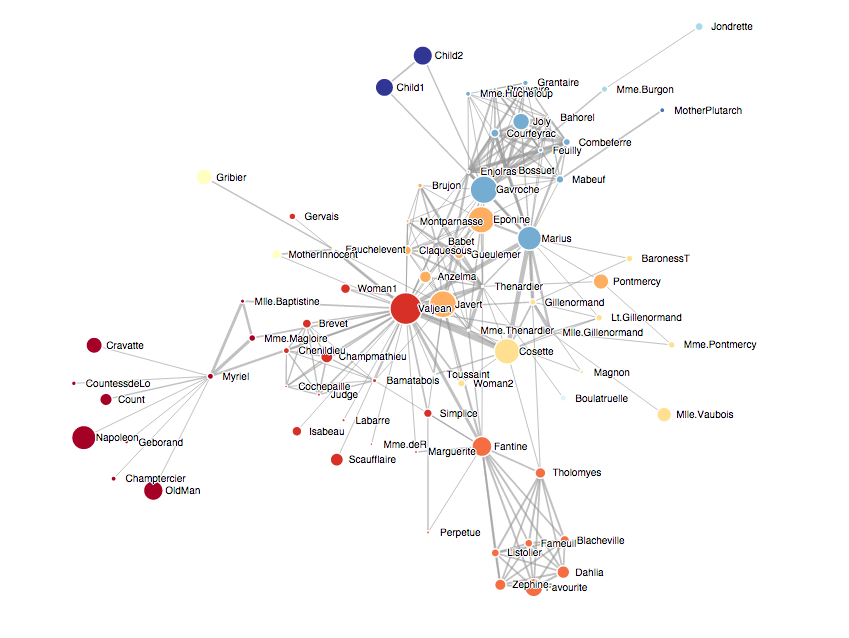 Jondrette
Child2
Child1
Grantaire
Prouvaire
Mme.Hucheloup
Mme.Burgon
MotherPlutarch
Joly
Bahorel
Courfeyrac
Combeferre
Feuilly
Enjolras
Bossuet
Mabeuf
Gribier
Brujon
Gavroche
Gervais
Montparnasse
Eponine
Marius
Babet
Fauchelevent
Claquesous
MotherInnocent
Gueulemer
BaronessT
Anzelma
Pontmercy
Woman1
Thenardier
Mlle.Baptistine
Valjean
Javert
Gillenormand
Lt.Gillenormand
Brevet
Mme.Thenardier
Mlle.Gillenormand
Mme.Magloire
Cravatte
Chenildieu
Champmathieu
Cosette
Mme.Pontmercy
Myriel
Toussaint
Magnon
CountessdeLo
Cochepaille
Bamatabois
Woman2
Judge
Count
Boulatruelle
Labarre
Simplice
Mlle.Vaubois
Isabeau
Napoleon
Geborand
Mme.deR
Marguerite
Fantine
Scaufflaire
Tholomyes
Champtercier
OldMan
Perpetue
Blacheville
Fameuil
Listolier
Dahlia
Zephine
Favourite